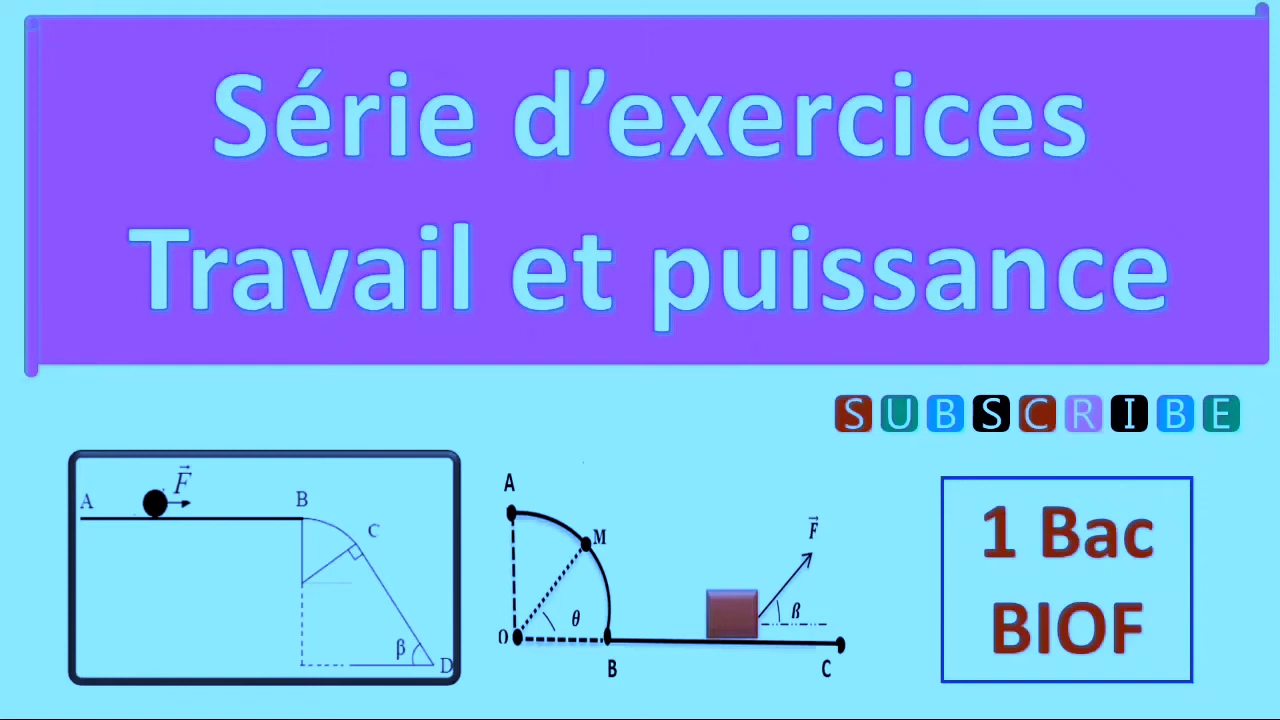 Série d'exercices
Travail et puissance
SUBSCRIBE
A
F
B
C
β
D
A
M
F
β
θ
O
B
C
1 Bac
BIOF